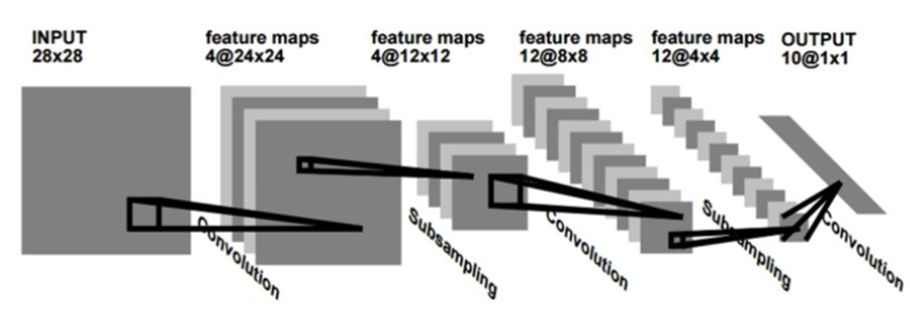 INPUT
28x28
feature maps
4@24x24
feature maps
4@12x12
feature maps
12@8x8
feature maps
12@4x4
OUTPUT
10@1x1
Convolution
Subsampling
Convolution
Subsampling
Convolution